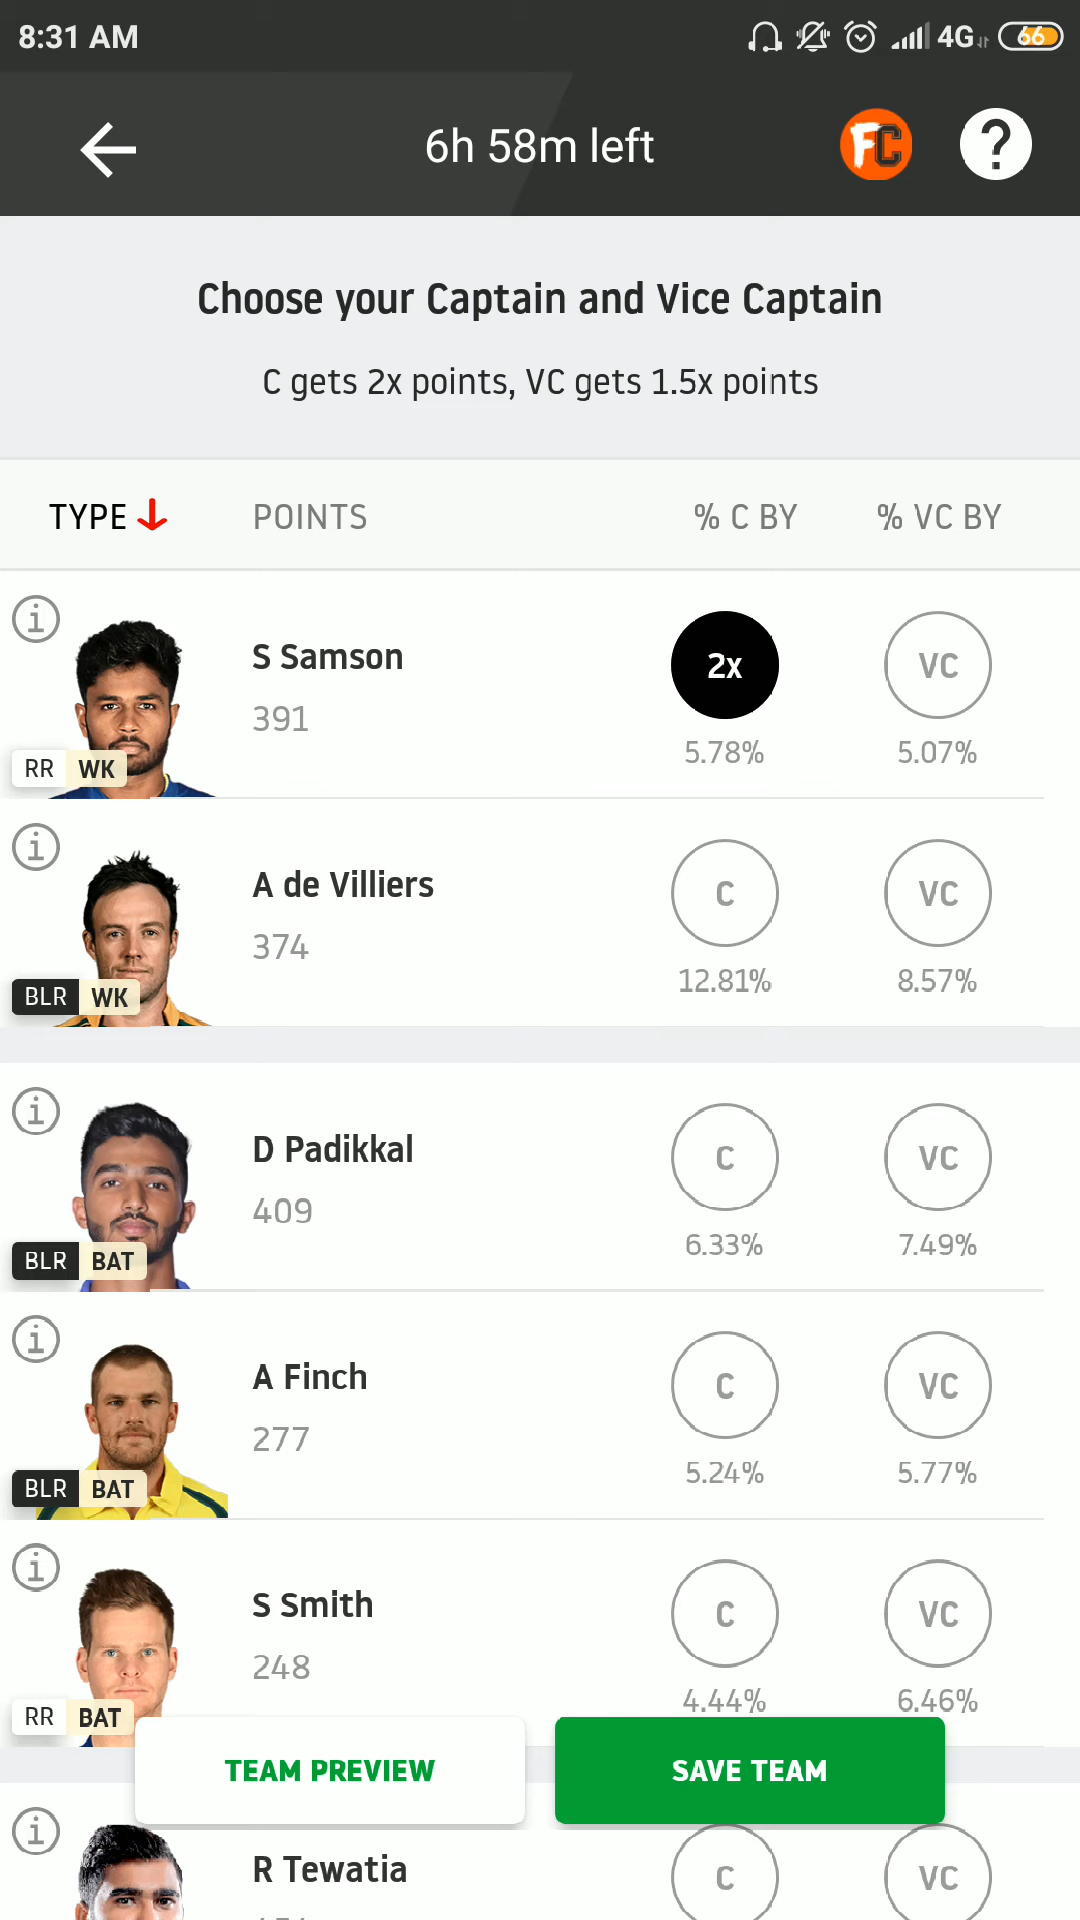 8:31 AM
4G
66
6h 58m left
FC
?
Choose your Captain and Vice Captain
C gets 2x points, VC gets 1.5x points
TYPE
POINTS
% C BY
% VC BY
i
S Samson
391
RR WK
2x
VC
5.78%
5.07%
i
A de Villiers
374
BLR WK
C
VC
12.81%
8.57%
i
D Padikkal
409
BLR BAT
C
VC
6.33%
7.49%
i
A Finch
277
BLR BAT
C
VC
5.24%
5.77%
i
S Smith
248
RR BAT
C
VC
4.44%
6.46%
TEAM PREVIEW
SAVE TEAM
i
R Tewatia
C
VC